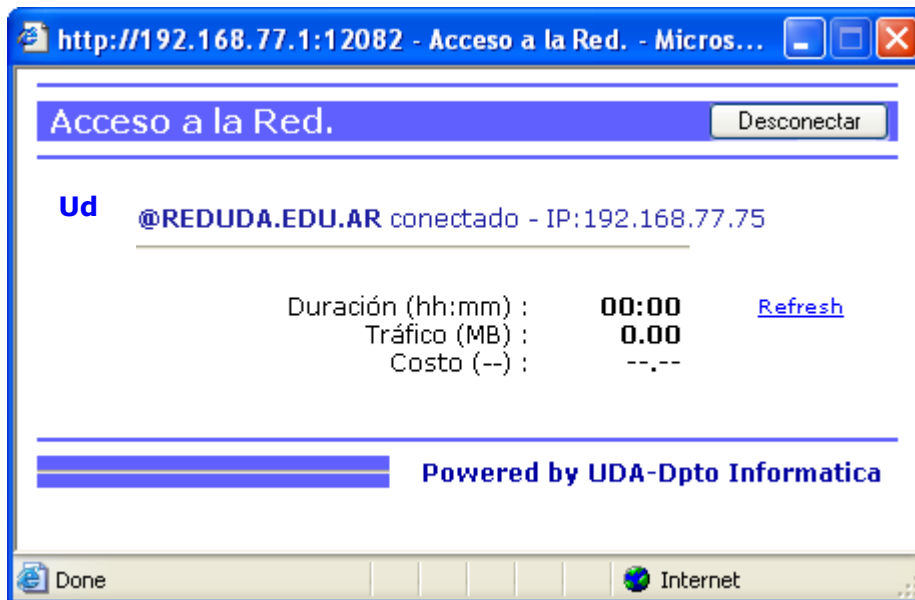 http://192.168.77.1:12082 - Acceso a la Red. - Micros...
Acceso a la Red.
Desconectar
Ud
@REDUDA.EDU.AR conectado - IP:192.168.77.75
Duración (hh:mm) : 00:00 Refresh
Tráfico (MB) : 0.00
Costo (--) : --.--
Powered by UDA-Dpto Informatica
Done Internet